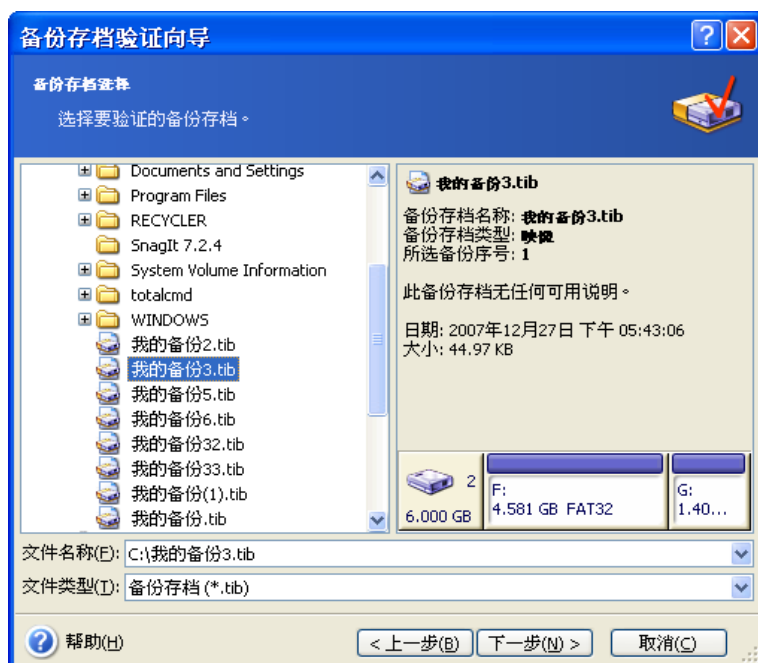 备份存档验证向导
备份存档选择
选择要验证的备份存档。
Documents and Settings
Program Files
RECYCLER
SnagIt 7.2.4
System Volume Information
totalcmd
WINDOWS
我的备份2.tib
我的备份3.tib
我的备份5.tib
我的备份6.tib
我的备份32.tib
我的备份33.tib
我的备份(1).tib
我的备份.tib
我的备份3.tib
备份存档名称: 我的备份3.tib
备份存档类型: 映像
所选备份序号: 1
此备份存档无任何可用说明。
日期: 2007年12月27日 下午 05:43:06
大小: 44.97 KB
2
6.000 GB
F:
4.581 GB FAT32
G:
1.40...
文件名称(F): C:\我的备份3.tib
文件类型(T): 备份存档 (*.tib)
帮助(H)
< 上一步(B)
下一步(N) >
取消(C)